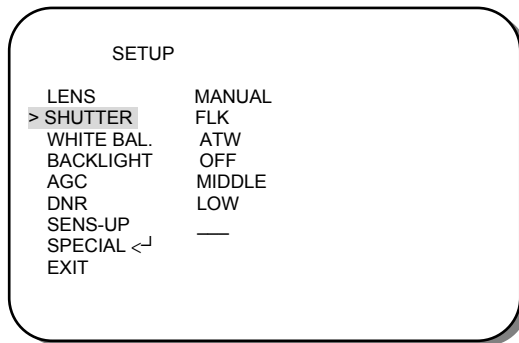 SETUP
LENS MANUAL
> SHUTTER FLK
WHITE BAL. ATW
BACKLIGHT OFF
AGC MIDDLE
DNR LOW
SENS-UP ___
SPECIAL <┘
EXIT